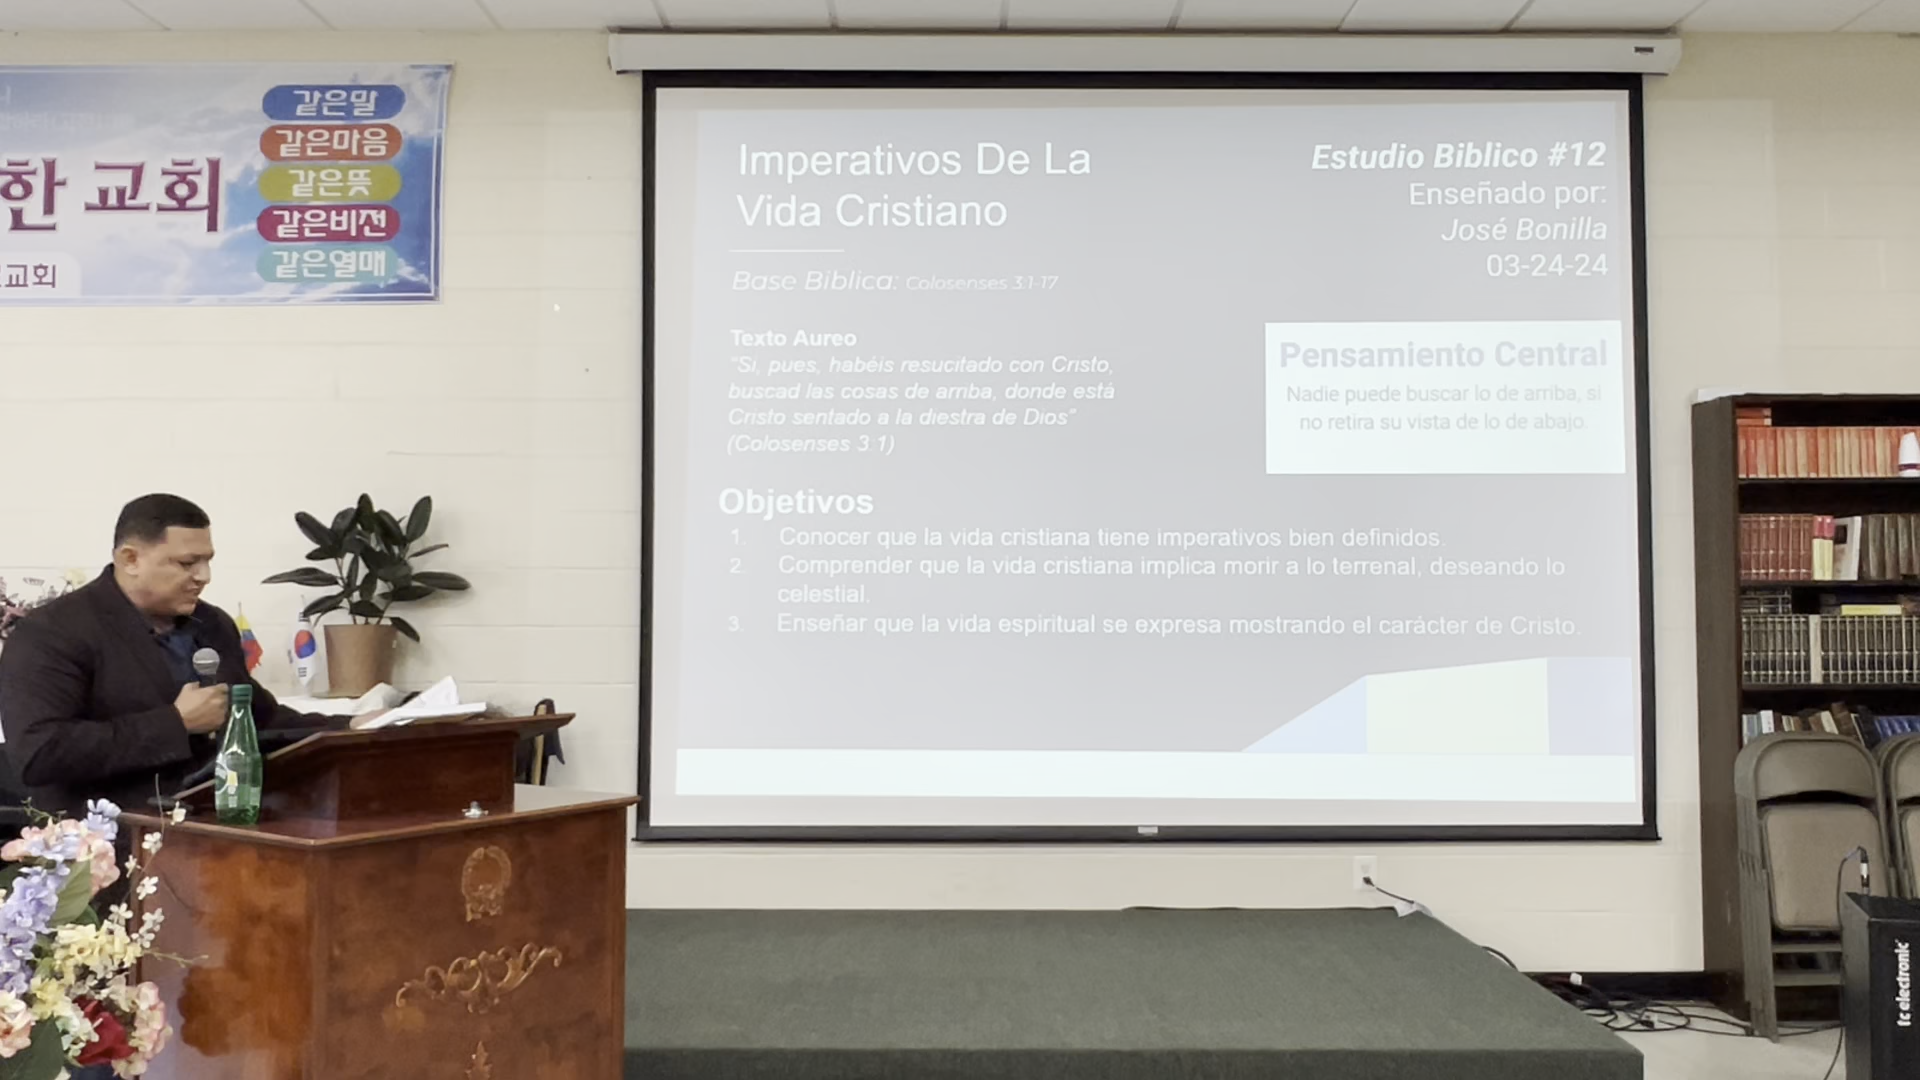 같은말
같은마음
같은뜻
같은비전
같은열매
한 교회
교회
Imperativos De La
Vida Cristiano
Base Biblica: Colosenses 3:1-17
Texto Aureo
"Si, pues, habéis resucitado con Cristo,
buscad las cosas de arriba, donde está
Cristo sentado a la diestra de Dios"
(Colosenses 3:1)
Estudio Biblico #12
Enseñado por:
José Bonilla
03-24-24
Pensamiento Central
Nadie puede buscar lo de arriba, si
no retira su vista de lo de abajo.
Objetivos
1. Conocer que la vida cristiana tiene imperativos bien definidos.
2. Comprender que la vida cristiana implica morir a lo terrenal, deseando lo
celestial.
3. Enseñar que la vida espiritual se expresa mostrando el carácter de Cristo.
tc electronic